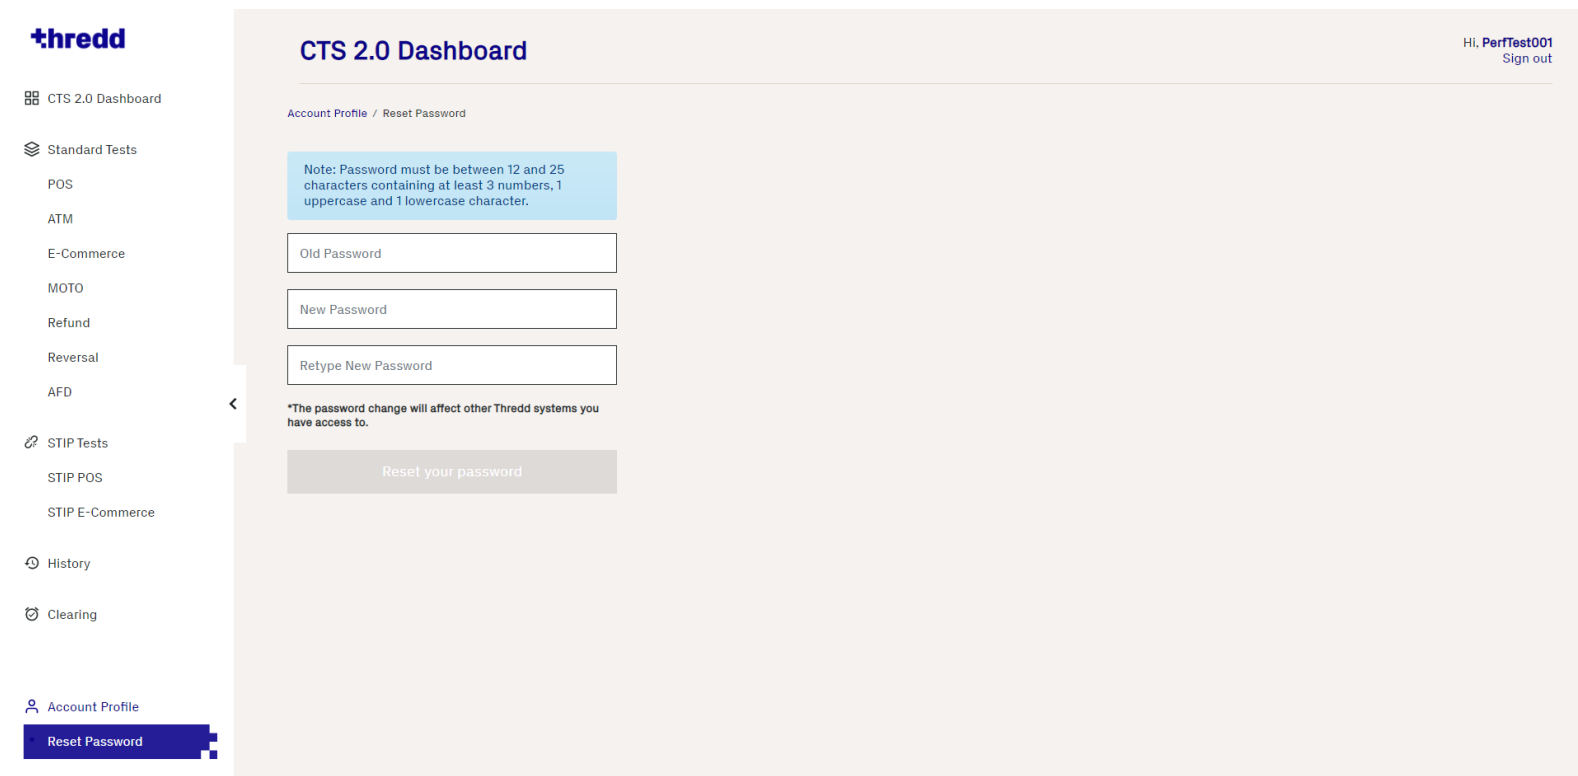 thredd
CTS 2.0 Dashboard
Standard Tests
POS
ATM
E-Commerce
MOTO
Refund
Reversal
AFD
STIP Tests
STIP POS
STIP E-Commerce
History
Clearing
Account Profile
Reset Password
CTS 2.0 Dashboard
Hi, PerfTest001
Sign out
Account Profile / Reset Password
Note: Password must be between 12 and 25
characters containing at least 3 numbers, 1
uppercase and 1 lowercase character.
Old Password
New Password
Retype New Password
*The password change will affect other Thredd systems you
have access to.
Reset your password